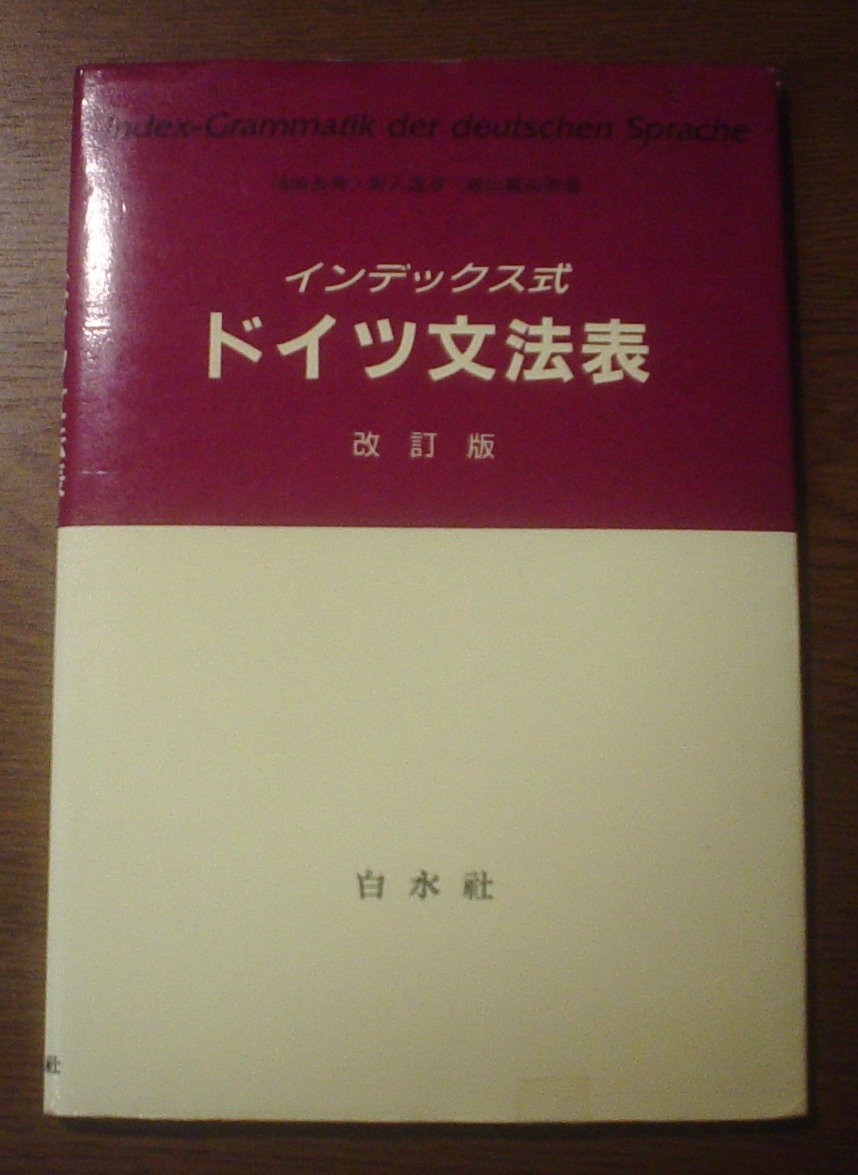 Index-Grammatik der deutschen Sprache
インデックス式
ドイツ文法表
改訂版
白水社
社